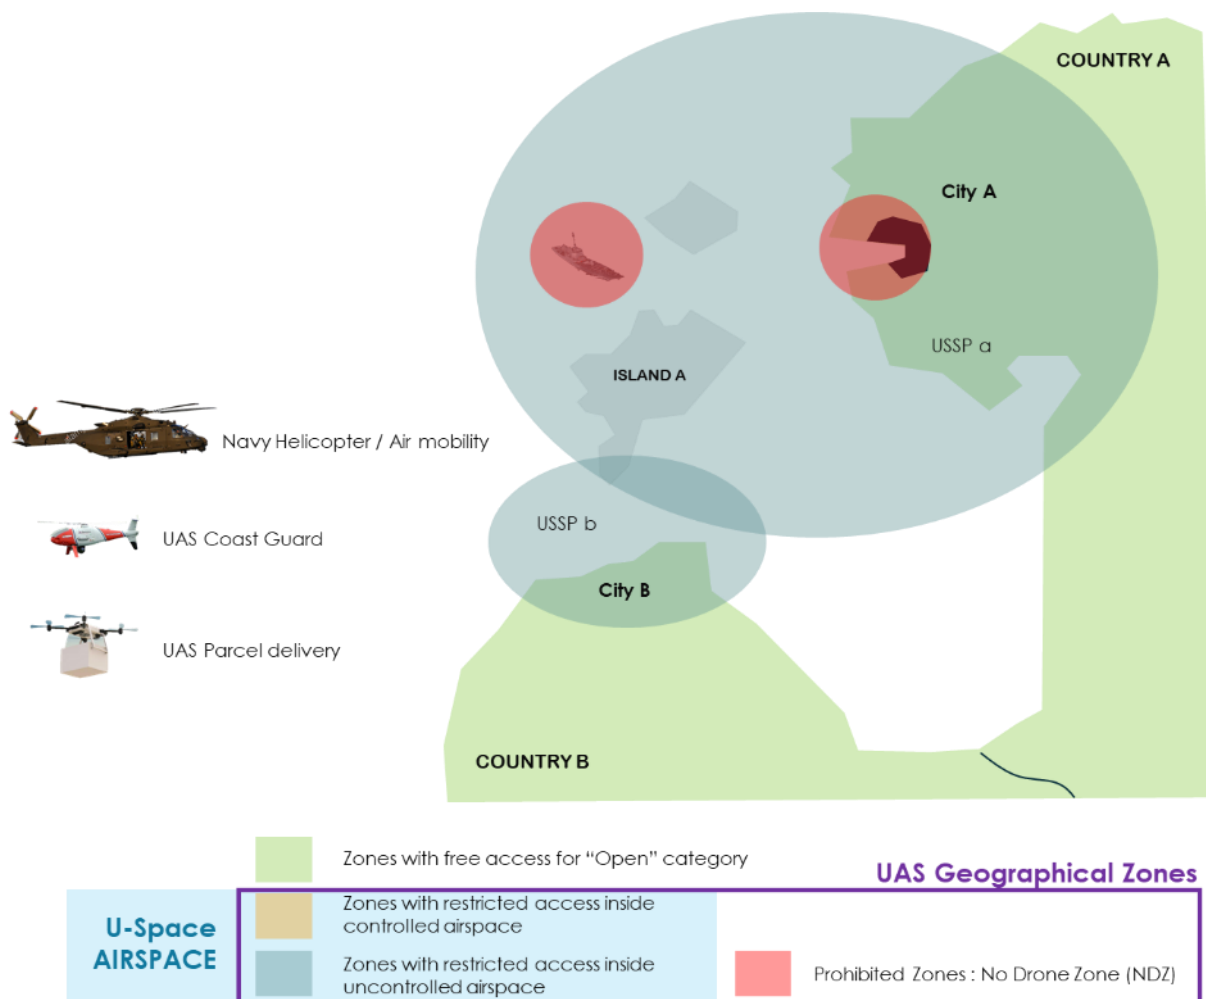 COUNTRY A
City A
USSP a
ISLAND A
Navy Helicopter / Air mobility
USSP b
UAS Coast Guard
City B
UAS Parcel delivery
COUNTRY B
Zones with free access for “Open” category
UAS Geographical Zones
U-Space
AIRSPACE
Zones with restricted access inside
controlled airspace
Zones with restricted access inside
uncontrolled airspace
Prohibited Zones : No Drone Zone (NDZ)